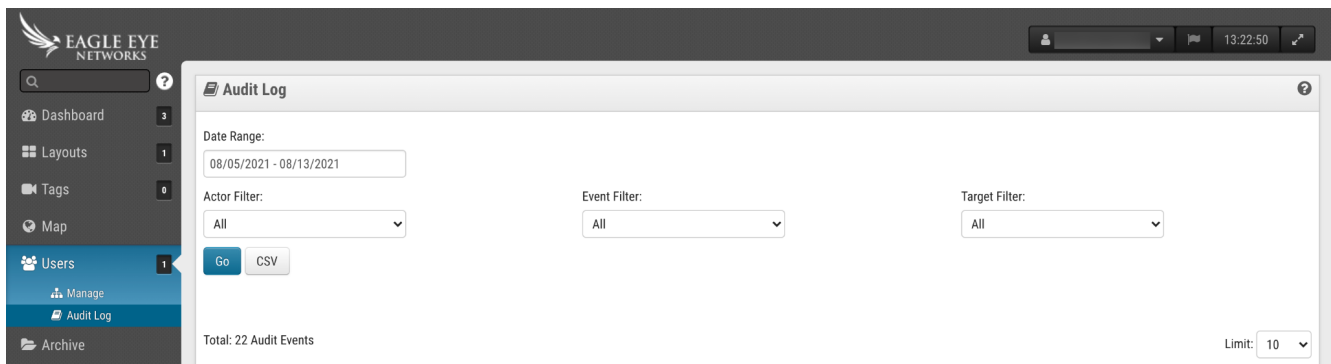 EAGLE EYE
NETWORKS
13:22:50
?
Audit Log
?
Dashboard 3
Layouts 1
Tags 0
Map
Users 1
Manage
Audit Log
Archive
Date Range:
08/05/2021 - 08/13/2021
Actor Filter: Event Filter: Target Filter:
All All All
Go CSV
Total: 22 Audit Events Limit: 10